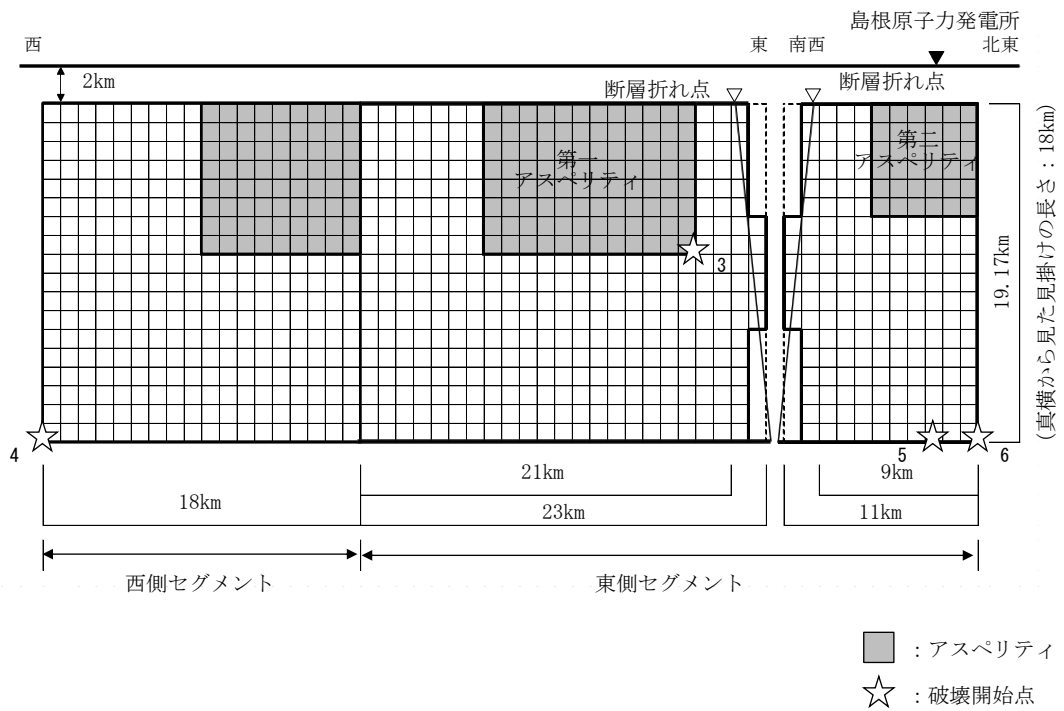 島根原子力発電所
西
東
南西
北東
2km
断層折れ点
断層折れ点
第一
アスペリティ
第二
アスペリティ
3
19.17km
(真横から見た見掛けの長さ：18km)
4
5
6
21km
9km
18km
23km
11km
西側セグメント
東側セグメント
：アスペリティ
：破壊開始点